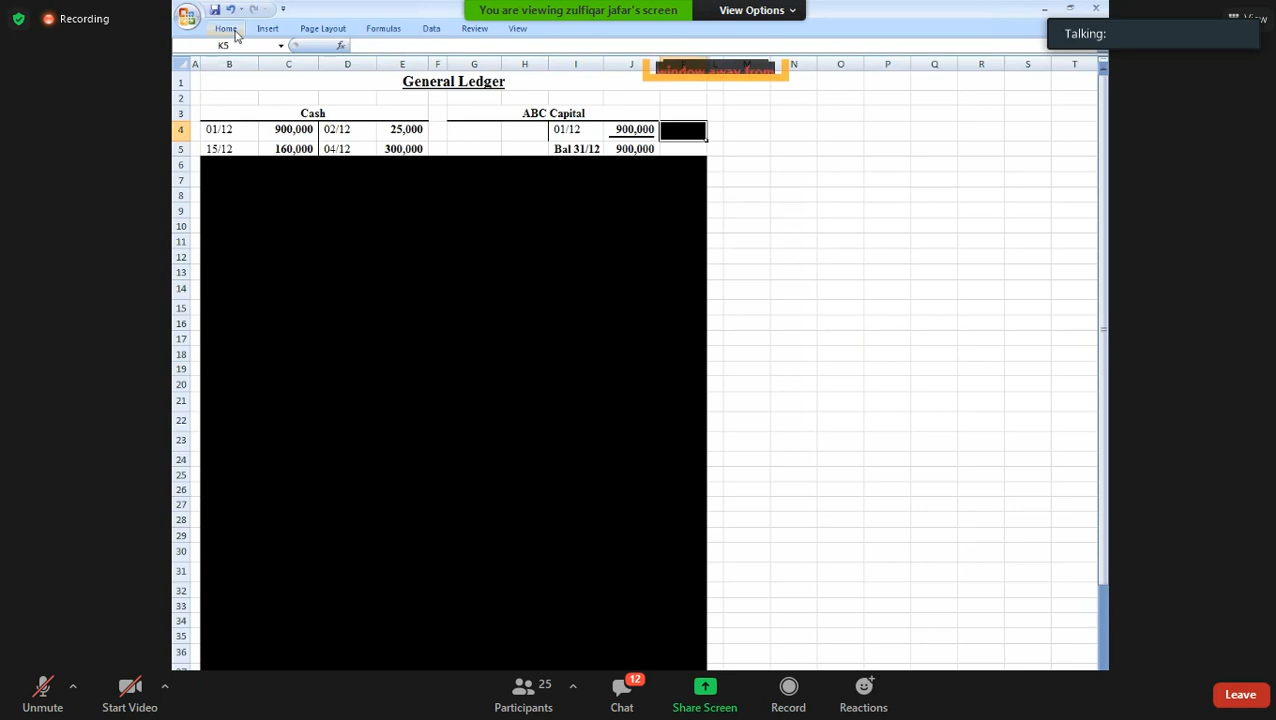 You are viewing zulfiqar jafar's screen
View Options
Recording
View
Talking:
Home
Insert
Page Layout
Formulas
Data
Review
View
K5
fx
window away from
A B C D E F G H I J L M N O P Q R S T
1 General Ledger
2
3 Cash ABC Capital
4 01/12 900,000 02/12 25,000 01/12 900,000
5 15/12 160,000 04/12 300,000 Bal 31/12 900,000
6
7
8
9
10
11
12
13
14
15
16
17
18
19
20
21
22
23
24
25
26
27
28
29
30
31
32
33
34
35
36
Unmute
Start Video
25
Participants
12
Chat
Share Screen
Record
Reactions
Leave